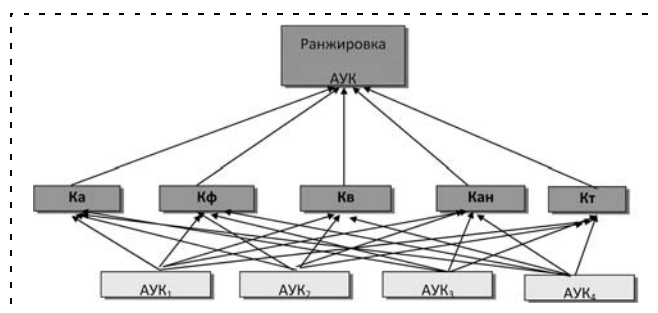 Ранжировка
АУК
Ка Кф Кв Кан Кт
АУК₁ АУК₂ АУК₃ АУК₄